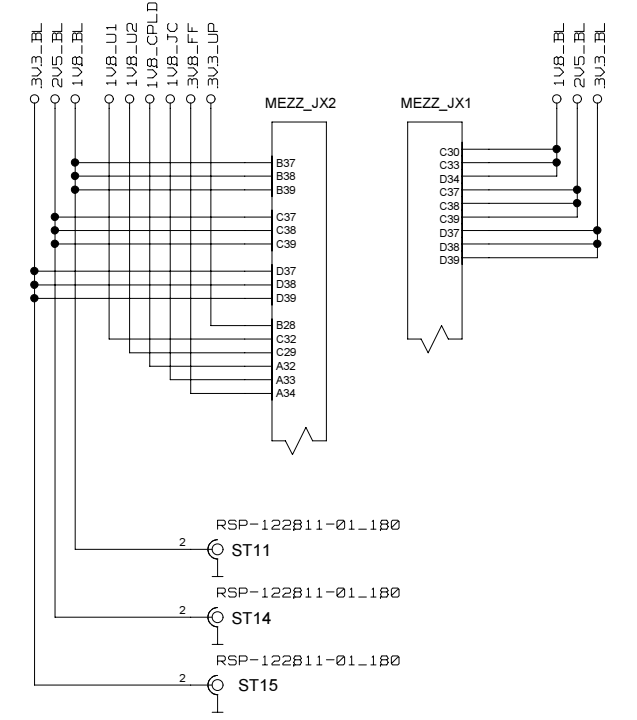 3V3_BL
2V5_BL
1V8_BL
1V8_U1
1V8_U2
1V8_CPLD
1V8_JC
3V8_FF
3V3_UP
1V8_BL
2V5_BL
3V3_BL
MEZZ_JX2
MEZZ_JX1
B37
B38
B39
C37
C38
C39
D37
D38
D39
B28
C32
C29
A32
A33
A34
C30
C33
D34
C37
C38
C39
D37
D38
D39
RSP-122811-01_180
2
ST11
RSP-122811-01_180
2
ST14
RSP-122811-01_180
2
ST15